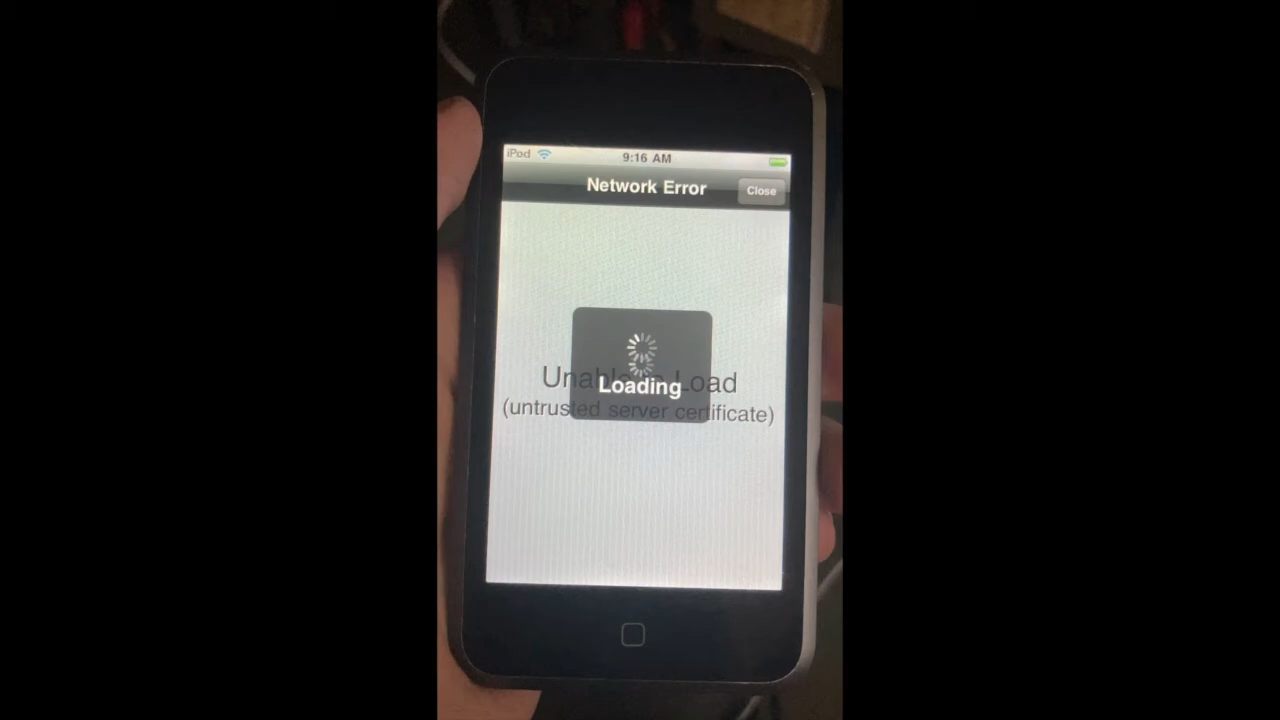 iPod 9:16 AM
Network Error Close
Unable to Load
Loading
(untrusted server certificate)